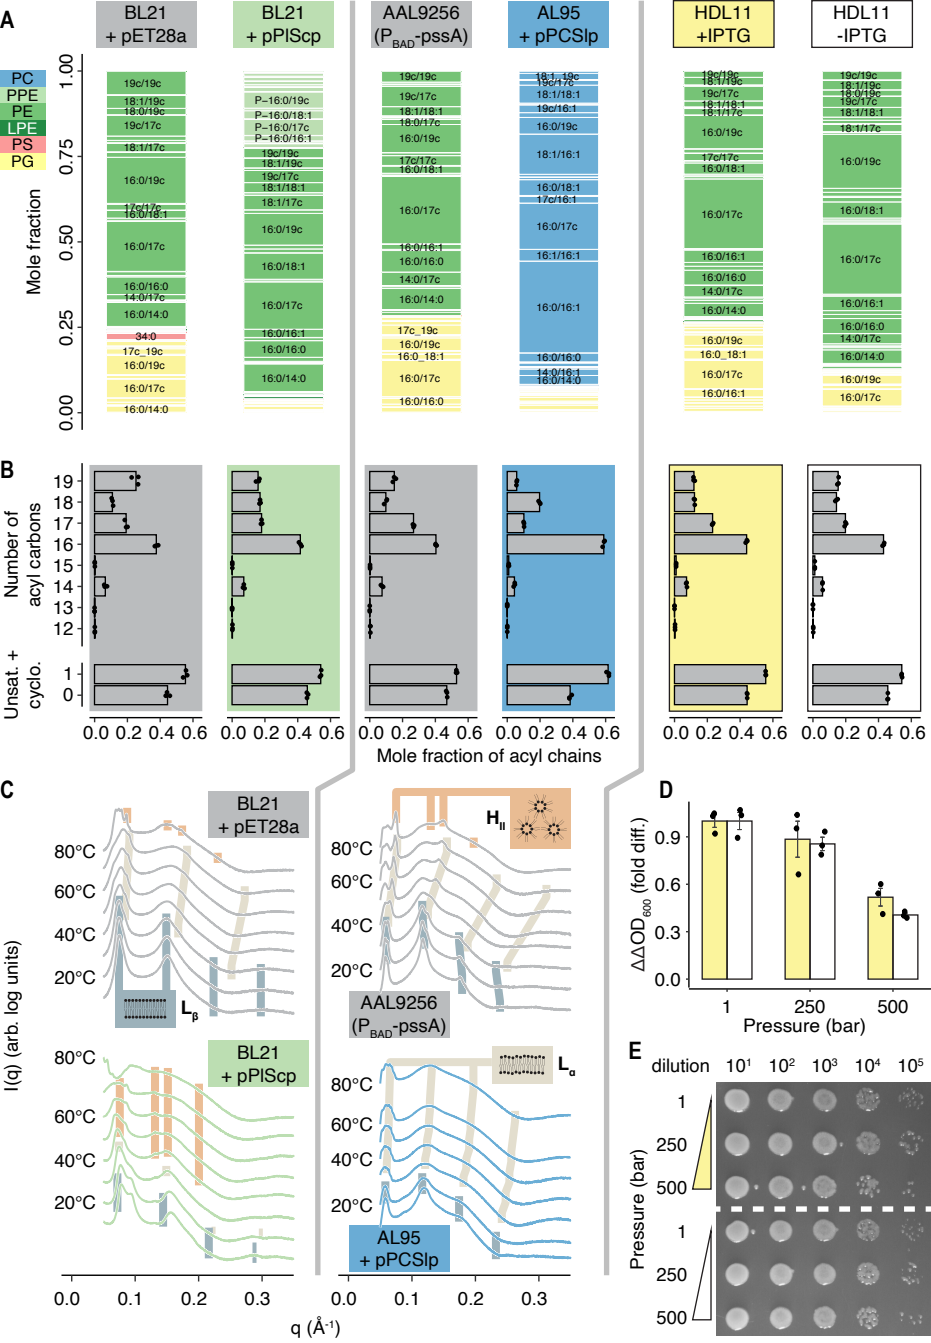 A
BL21
+ pET28a
BL21
+ pPlScp
AAL9256
(PBAD-pssA)
AL95
+ pPCSlp
HDL11
+IPTG
HDL11
-IPTG
PC
PPE
PE
LPE
PS
PG
Mole fraction
1.00
0.75
0.50
0.25
0.00
19c/19c
18:1/19c
18:0/19c
19c/17c
18:1/17c
16:0/19c
17c/17c
16:0/18:1
16:0/17c
16:0/16:0
14:0/17c
16:0/14:0
34:0
17c_19c
16:0/19c
16:0/17c
16:0/14:0
P−16:0/19c
P−16:0/18:1
P−16:0/17c
P−16:0/16:1
19c/19c
18:1/19c
19c/17c
18:1/18:1
18:1/17c
16:0/19c
16:0/18:1
16:0/17c
16:0/16:1
16:0/16:0
16:0/14:0
19c/19c
19c/17c
18:1/18:1
18:0/17c
16:0/19c
17c/17c
16:0/18:1
16:0/17c
16:0/16:1
16:0/16:0
14:0/17c
16:0/14:0
17c_19c
16:0/19c
16:0_18:1
16:0/17c
16:0/16:0
18:1_19c
19c/17c
18:1/18:1
19c/16:1
16:0/19c
18:1/16:1
16:0/18:1
17c/16:1
16:0/17c
16:1/16:1
16:0/16:1
16:0/16:0
14:0/16:1
16:0/14:0
19c/19c
18:1/19c
19c/17c
18:1/18:1
18:1/17c
16:0/19c
17c/17c
16:0/18:1
16:0/17c
16:0/16:1
16:0/16:0
14:0/17c
16:0/14:0
16:0/19c
16:0_18:1
16:0/17c
16:0/16:1
19c/19c
18:1/19c
18:0/19c
19c/17c
18:1/18:1
18:1/17c
16:0/19c
16:0/18:1
16:0/17c
16:0/16:1
16:0/16:0
14:0/17c
16:0/14:0
16:0/19c
16:0/17c
B
Number of
acyl carbons
19
18
17
16
15
14
13
12
Unsat. +
cyclo.
1
0
0.0 0.2 0.4 0.6
0.0 0.2 0.4 0.6
0.0 0.2 0.4 0.6
0.0 0.2 0.4 0.6
0.0 0.2 0.4 0.6
0.0 0.2 0.4 0.6
Mole fraction of acyl chains
C
I(q) (arb. log units)
BL21
+ pET28a
80°C
60°C
40°C
20°C
Lβ
HII
80°C
60°C
40°C
20°C
AAL9256
(PBAD-pssA)
BL21
+ pPlScp
80°C
60°C
40°C
20°C
Lα
80°C
60°C
40°C
20°C
AL95
+ pPCSlp
0.0 0.1 0.2 0.3
0.0 0.1 0.2 0.3
q (Å-1)
D
ΔΔOD600 (fold diff.)
0.9
0.6
0.3
0.0
1 250 500
Pressure (bar)
E
dilution 10¹ 10² 10³ 10⁴ 10⁵
Pressure (bar)
1
250
500
1
250
500